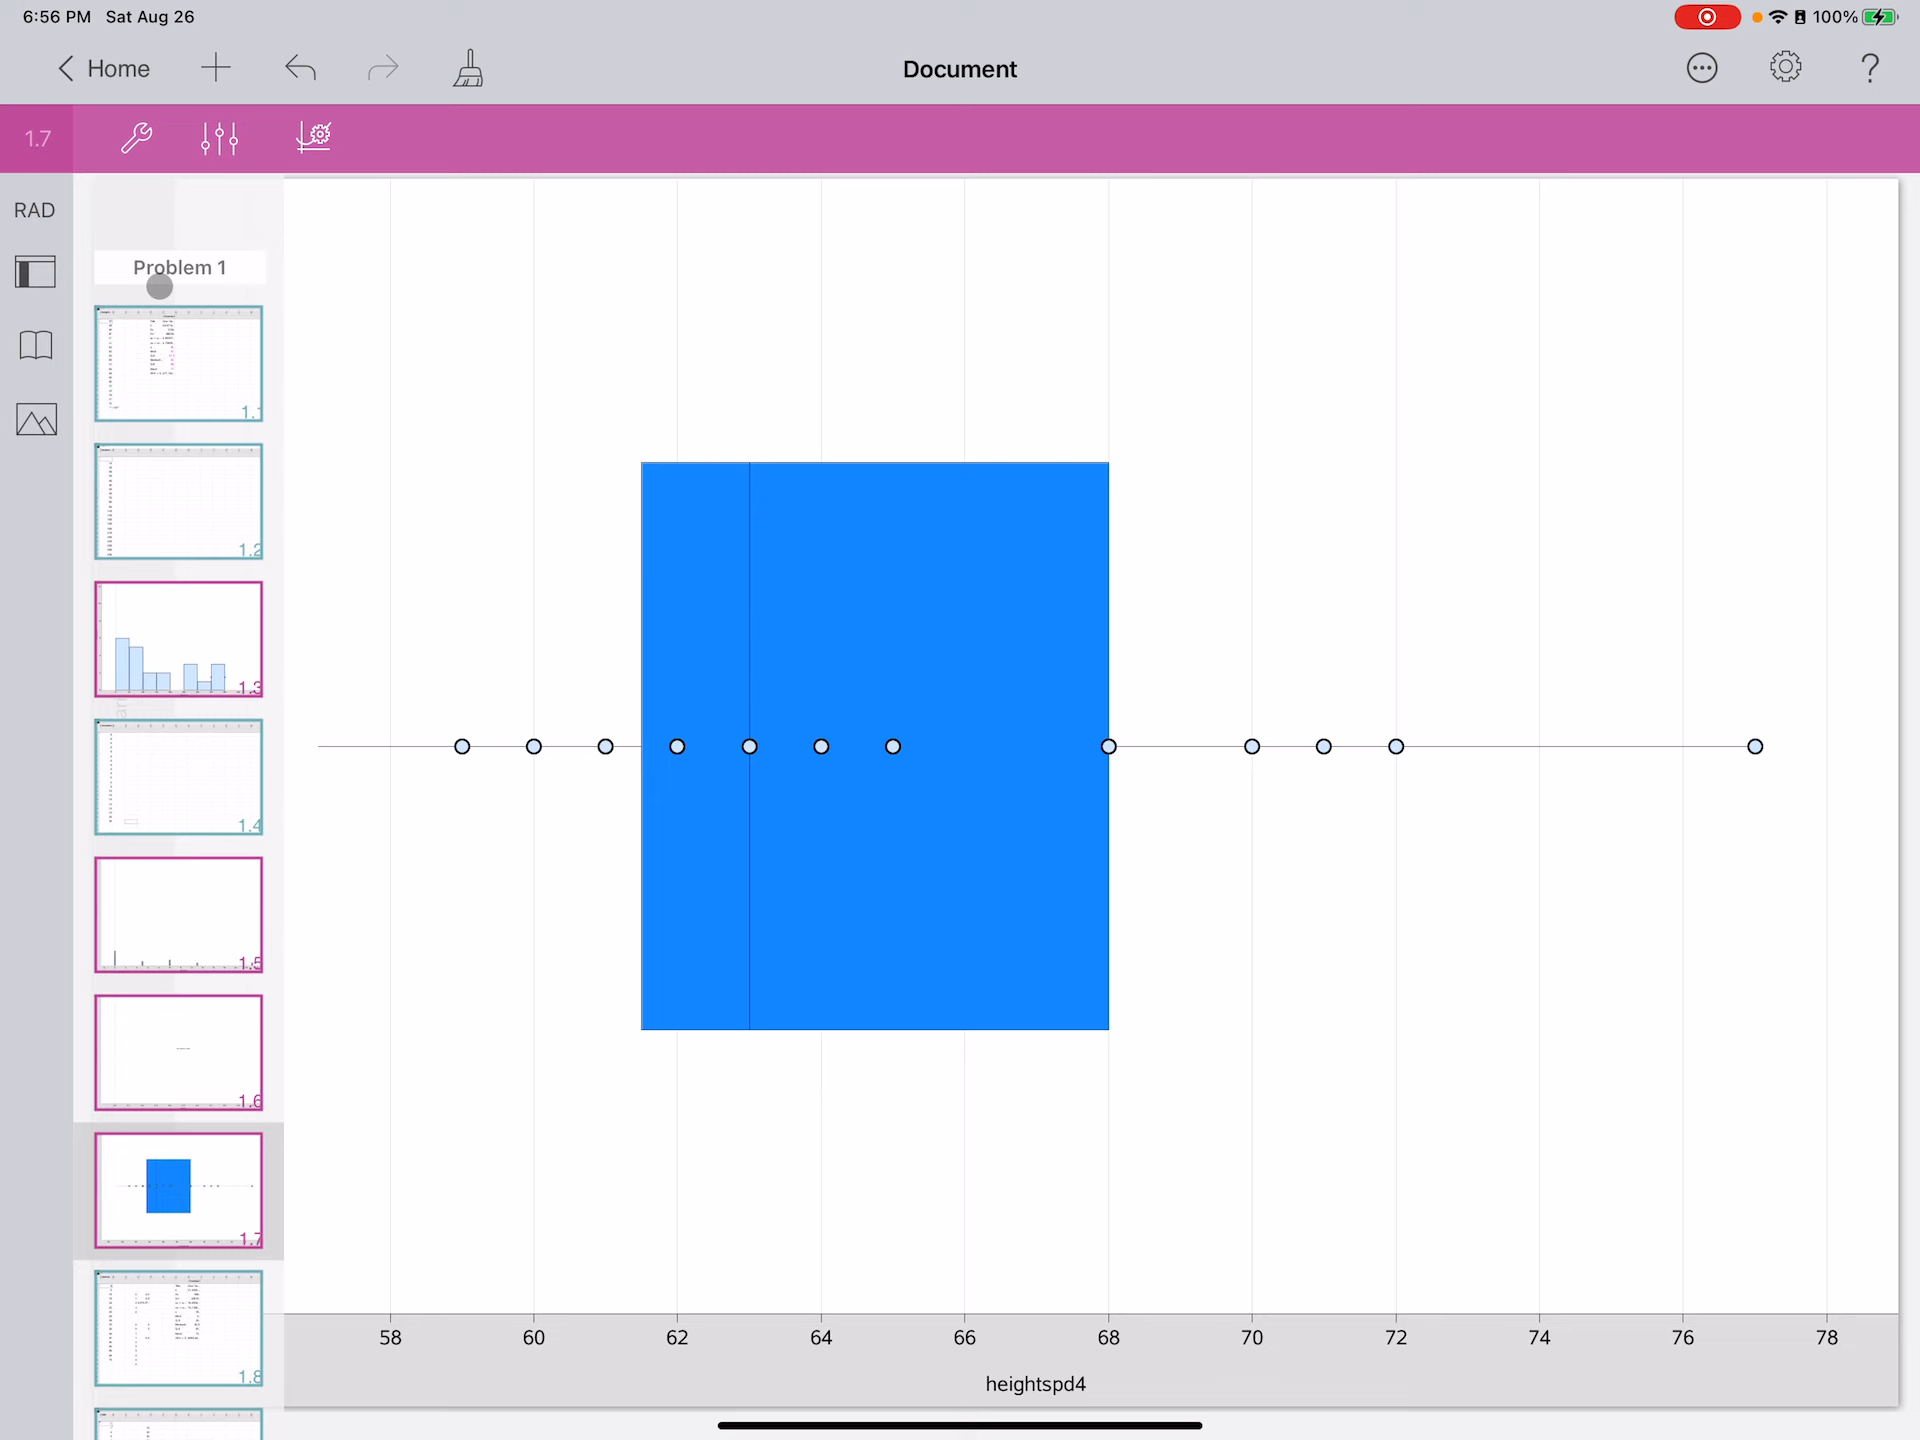 6:56 PM Sat Aug 26
100%
Home
Document
?
1.7
RAD
Problem 1
1.2
1.3
1.4
1.5
1.6
1.7
1.8
58 60 62 64 66 68 70 72 74 76 78
heightspd4